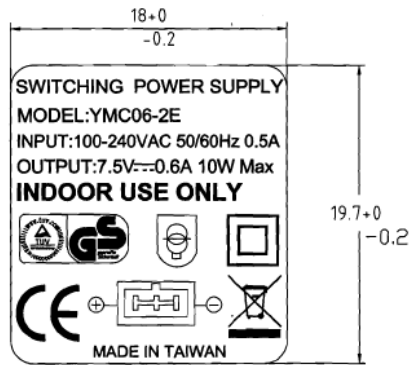 18+0
-0.2
SWITCHING POWER SUPPLY
MODEL:YMC06-2E
INPUT:100-240VAC 50/60Hz 0.5A
OUTPUT:7.5V⎓0.6A 10W Max
INDOOR USE ONLY
TUV
GS
19.7+0
-0.2
CE
MADE IN TAIWAN